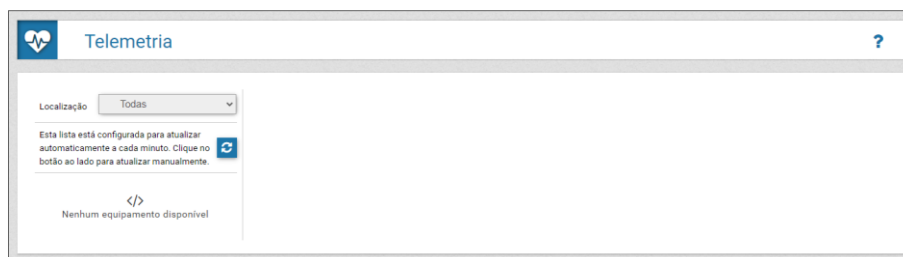 Telemetria
?
Localização
Todas
Esta lista está configurada para atualizar
automaticamente a cada minuto. Clique no
botão ao lado para atualizar manualmente.
</>
Nenhum equipamento disponível